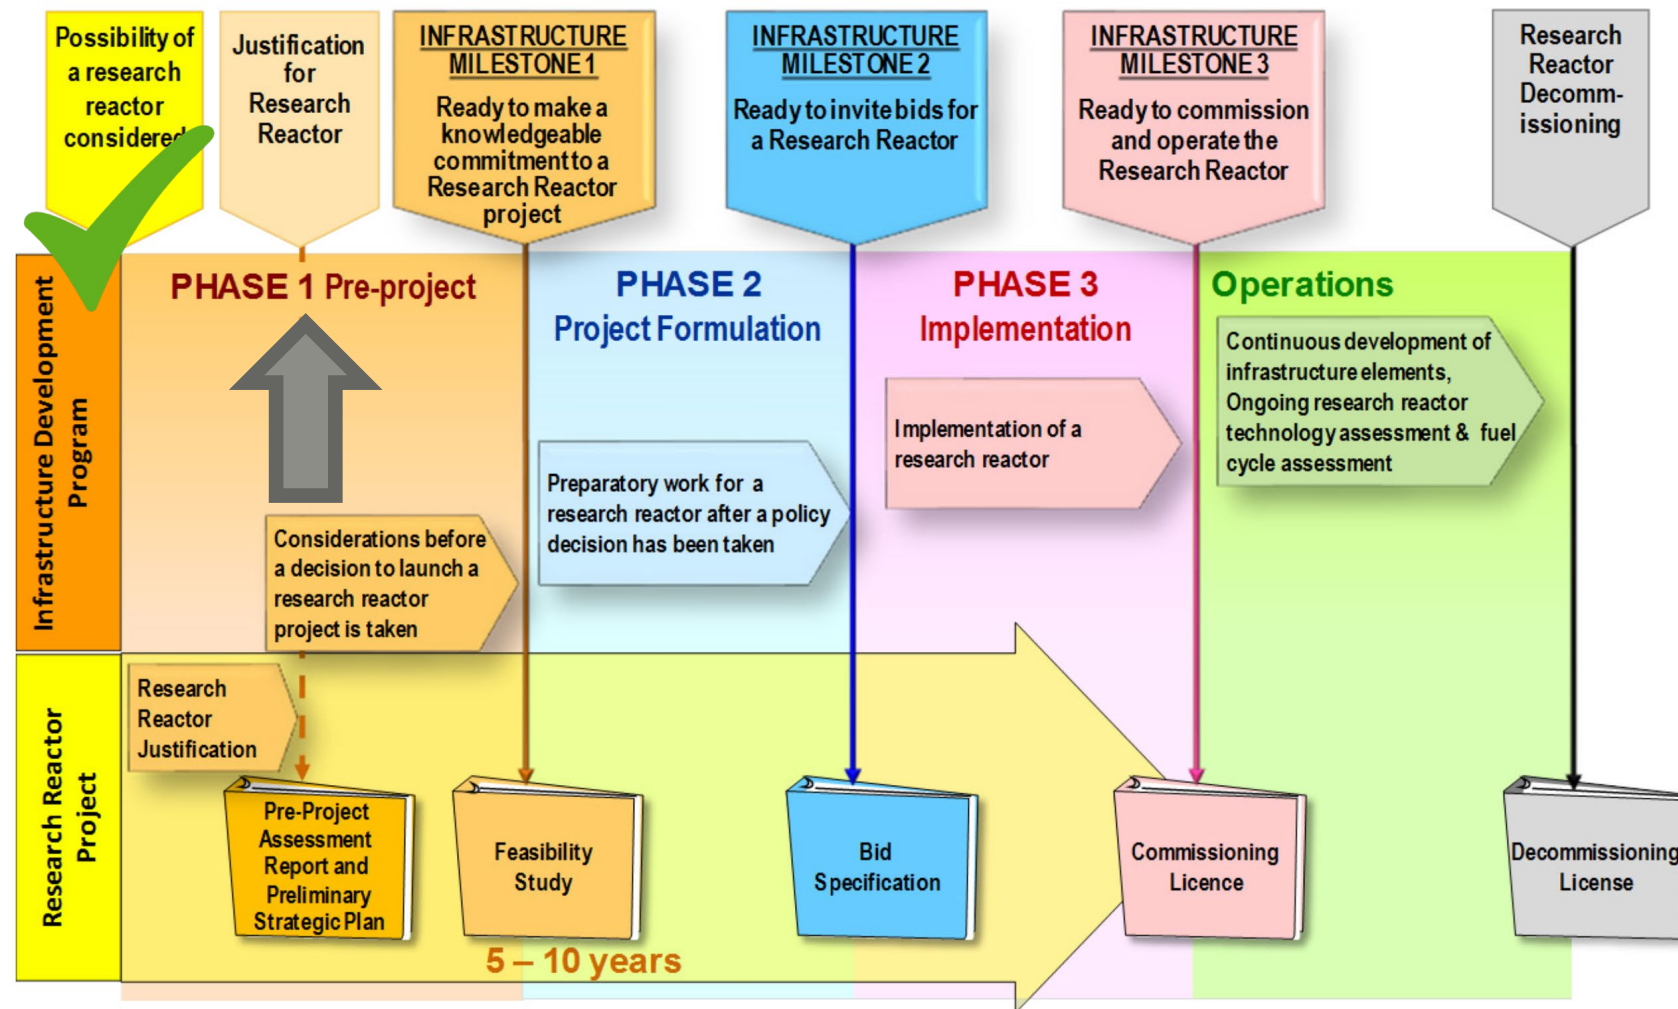 Possibility of
a research
reactor
considered
Justification
for
Research
Reactor
INFRASTRUCTURE
MILESTONE 1
Ready to make a
knowledgeable
commitment to a
Research Reactor
project
INFRASTRUCTURE
MILESTONE 2
Ready to invite bids for
a Research Reactor
INFRASTRUCTURE
MILESTONE 3
Ready to commission
and operate the
Research Reactor
Research
Reactor
Decomm-
issioning
Infrastructure Development
Program
PHASE 1 Pre-project
Considerations before
a decision to launch a
research reactor
project is taken
PHASE 2
Project Formulation
Preparatory work for a
research reactor after a policy
decision has been taken
PHASE 3
Implementation
Implementation of a
research reactor
Operations
Continuous development of
infrastructure elements,
Ongoing research reactor
technology assessment & fuel
cycle assessment
Research Reactor
Project
Research
Reactor
Justification
Pre-Project
Assessment
Report and
Preliminary
Strategic Plan
Feasibility
Study
Bid
Specification
Commissioning
Licence
Decommissioning
License
5 – 10 years